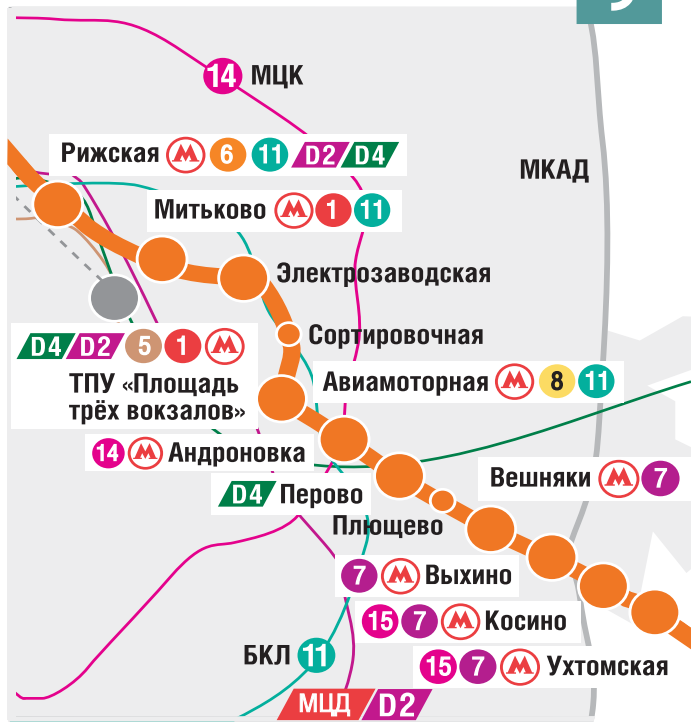 14 МЦК
Рижская М 6 11 D2 D4
МКАД
Митьково М 1 11
Электрозаводская
Сортировочная
D4 D2 5 1 М
ТПУ «Площадь
трёх вокзалов»
Авиамоторная М 8 11
14 М Андроновка
Вешняки М 7
D4 Перово
Плющево
7 М Выхино
15 7 М Косино
БКЛ 11
15 7 М Ухтомская
МЦД D2